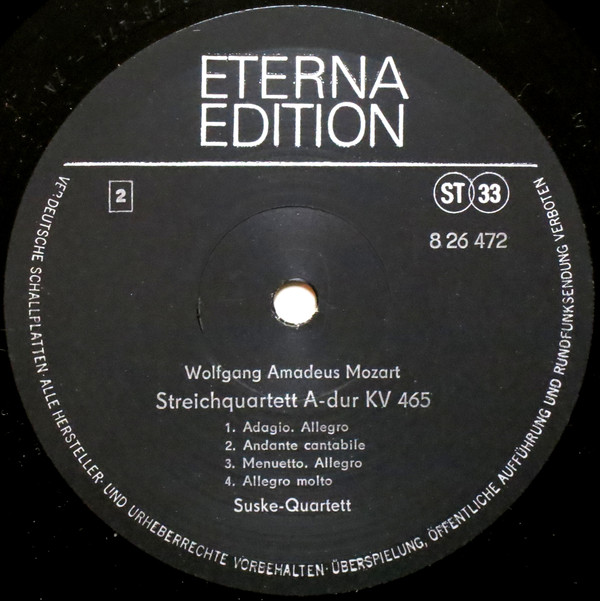 ETERNA
EDITION
2
ST 33
8 26 472
Wolfgang Amadeus Mozart
Streichquartett A-dur KV 465
1. Adagio. Allegro
2. Andante cantabile
3. Menuetto. Allegro
4. Allegro molto
Suske-Quartett
VEB DEUTSCHE SCHALLPLATTEN · ALLE HERSTELLER- UND URHEBERRECHTE VORBEHALTEN · ÜBERSPIELUNG, ÖFFENTLICHE AUFFÜHRUNG UND RUNDFUNKSENDUNG VERBOTEN